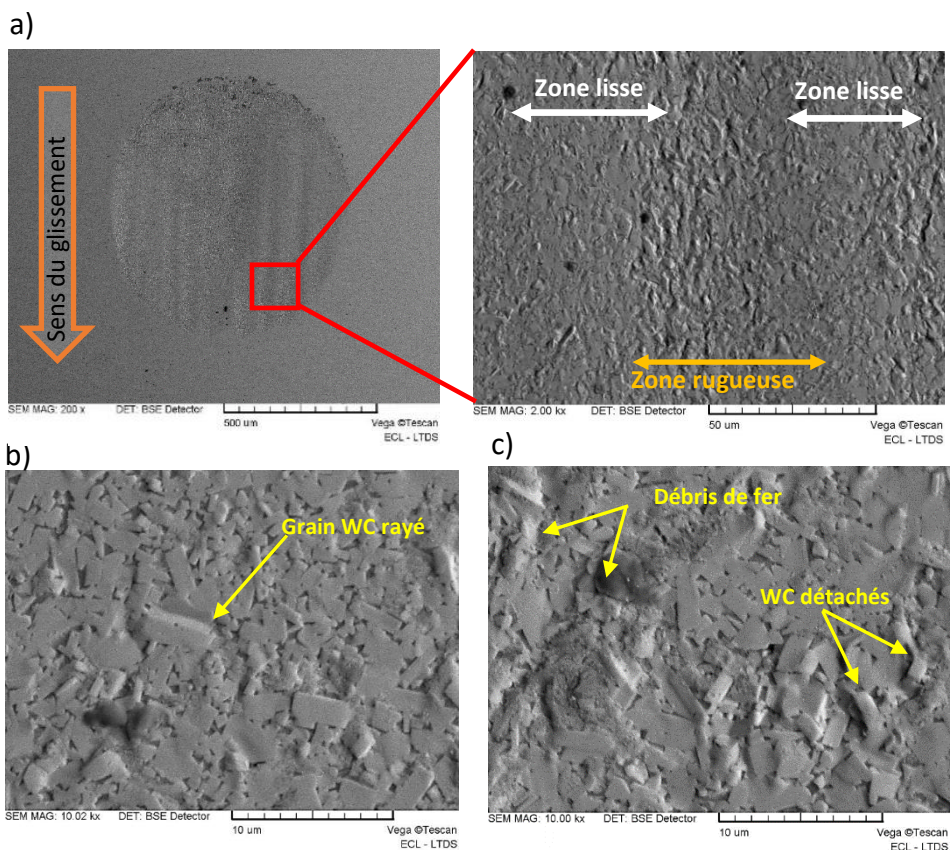 a)
Sens du glissement
Zone lisse
Zone lisse
Zone rugueuse
SEM MAG: 200 x DET: BSE Detector
500 um
Vega ©Tescan
ECL - LTDS
SEM MAG: 2.00 kx DET: BSE Detector
50 um
Vega ©Tescan
ECL - LTDS
b)
Grain WC rayé
SEM MAG: 10.02 kx DET: BSE Detector
10 um
Vega ©Tescan
ECL - LTDS
c)
Débris de fer
WC détachés
SEM MAG: 10.00 kx DET: BSE Detector
10 um
Vega ©Tescan
ECL - LTDS